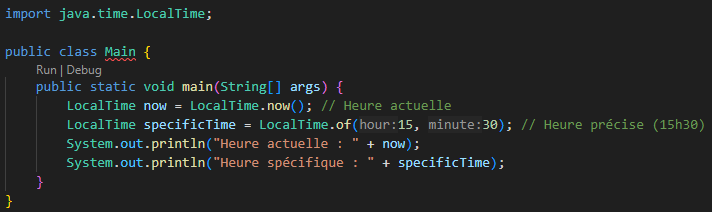 import java.time.LocalTime;
public class Main {
Run | Debug
public static void main(String[] args) {
LocalTime now = LocalTime.now(); // Heure actuelle
LocalTime specificTime = LocalTime.of(hour:15, minute:30); // Heure précise (15h30)
System.out.println("Heure actuelle : " + now);
System.out.println("Heure spécifique : " + specificTime);
}
}